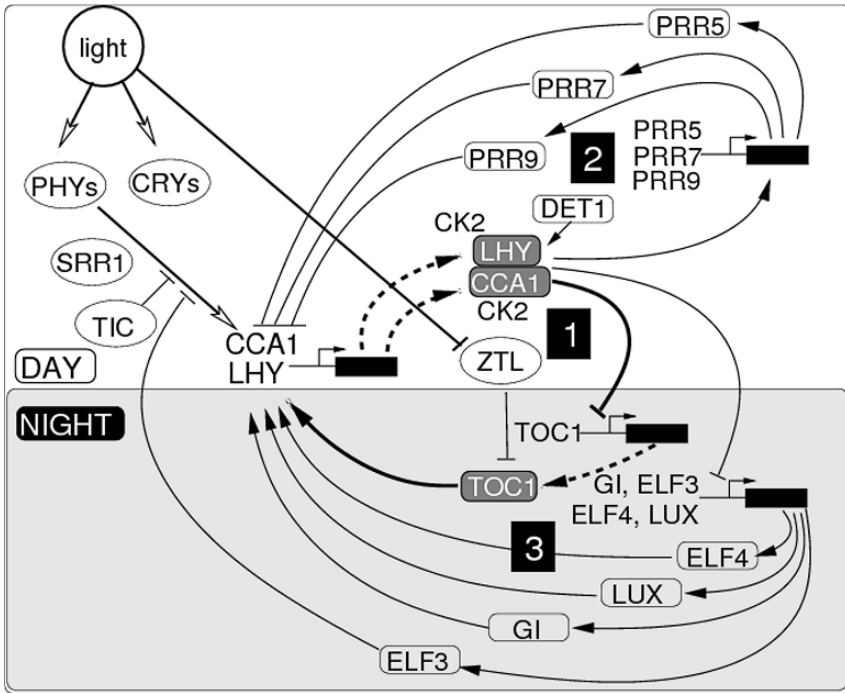 light
PRR5
PRR7
PRR9
2
PRR5
PRR7
PRR9
PHYs
CRYs
DET1
CK2
LHY
CCA1
CK2
SRR1
TIC
1
CCA1
LHY
ZTL
DAY
NIGHT
TOC1
TOC1
GI, ELF3
ELF4, LUX
3
ELF4
LUX
GI
ELF3